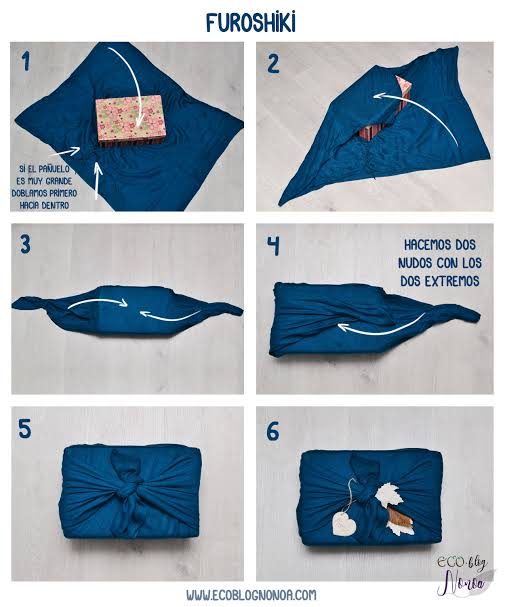 FUROSHIKI
1
SI EL PAÑUELO
ES MUY GRANDE
DOBLAMOS PRIMERO
HACIA DENTRO
2
3
4
HACEMOS DOS
NUDOS CON LOS
DOS EXTREMOS
5
6
ECO-blog
Nonoa
WWW.ECOBLOGNONOA.COM